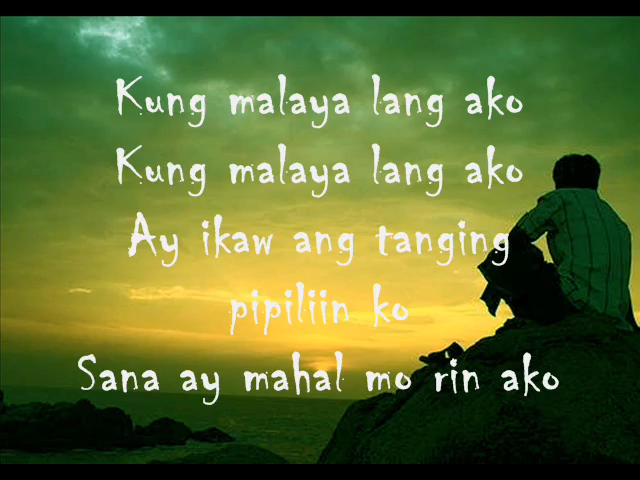 Kung malaya lang ako
Kung malaya lang ako
Ay ikaw ang tanging
pipiliin ko
Sana ay mahal mo rin ako